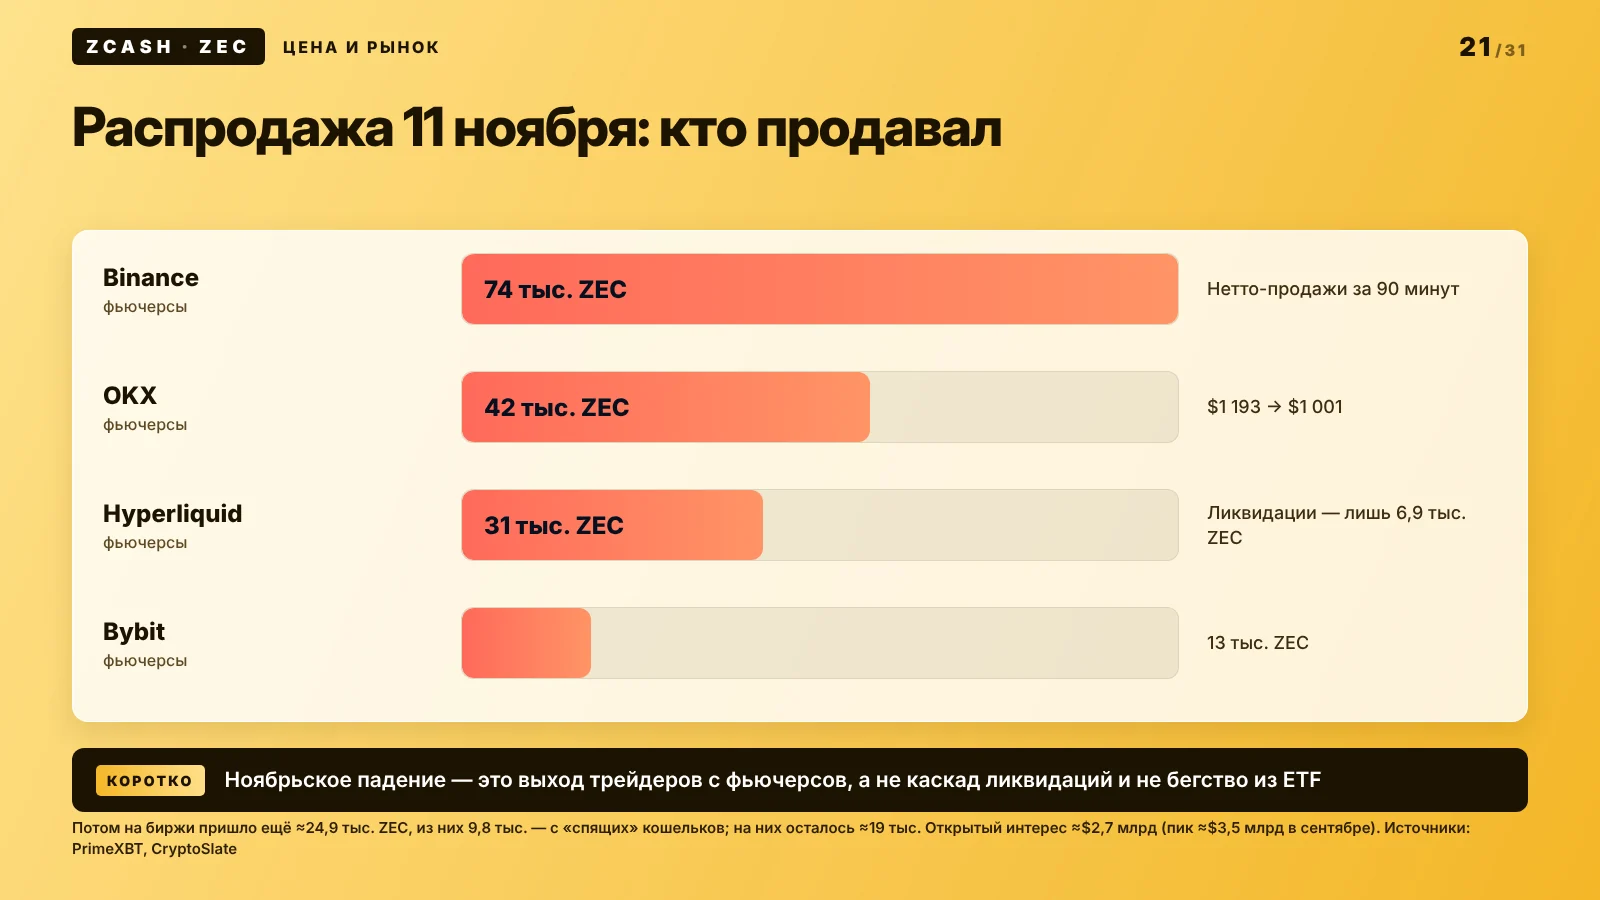 ZCASH · ZEC ЦЕНА И РЫНОК
21/31
Распродажа 11 ноября: кто продавал
Binance
фьючерсы
74 тыс. ZEC
Нетто-продажи за 90 минут
OKX
фьючерсы
42 тыс. ZEC
$1 193 → $1 001
Hyperliquid
фьючерсы
31 тыс. ZEC
Ликвидации — лишь 6,9 тыс.
ZEC
Bybit
фьючерсы
13 тыс. ZEC
КОРОТКО Ноябрьское падение — это выход трейдеров с фьючерсов, а не каскад ликвидаций и не бегство из ETF
Потом на биржи пришло ещё ≈24,9 тыс. ZEC, из них 9,8 тыс. — с «спящих» кошельков; на них осталось ≈19 тыс. Открытый интерес ≈$2,7 млрд (пик ≈$3,5 млрд в сентябре). Источники:
PrimeXBT, CryptoSlate